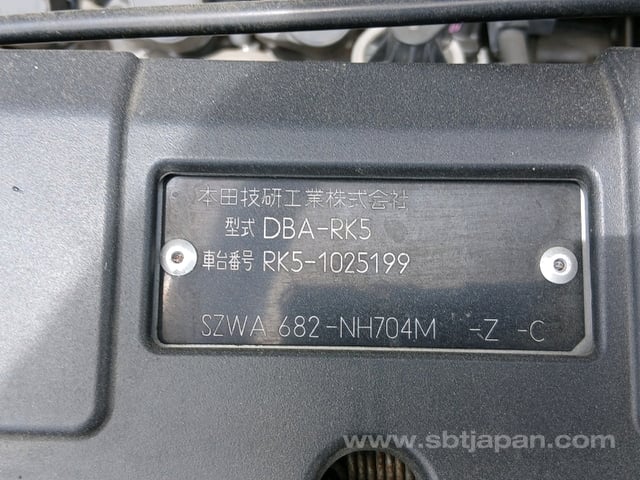 本田技研工業株式会社
型式 DBA-RK5
車台番号 RK5-1025199
SZWA 682-NH704M -Z -C
www.sbtjapan.com